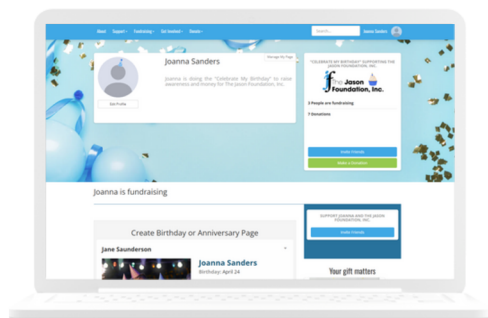 About Support Fundraising Get Involved Events Search... Joanna Sanders
Joanna Sanders
Manage My Page
Joanna is doing the "Celebrate My Birthday" to raise
awareness and money for The Jason Foundation, Inc.
Edit Profile
"CELEBRATE MY BIRTHDAY" SUPPORTING THE
JASON FOUNDATION, INC.
The Jason
Foundation, Inc.
3 People are fundraising
7 Donations
Invite Friends
Make a Donation
Joanna is fundraising
Create Birthday or Anniversary Page
Jane Saunderson
Joanna Sanders
Birthday: April 24
SUPPORT JOANNA AND THE JASON
FOUNDATION, INC.
Invite Friends
Your gift matters